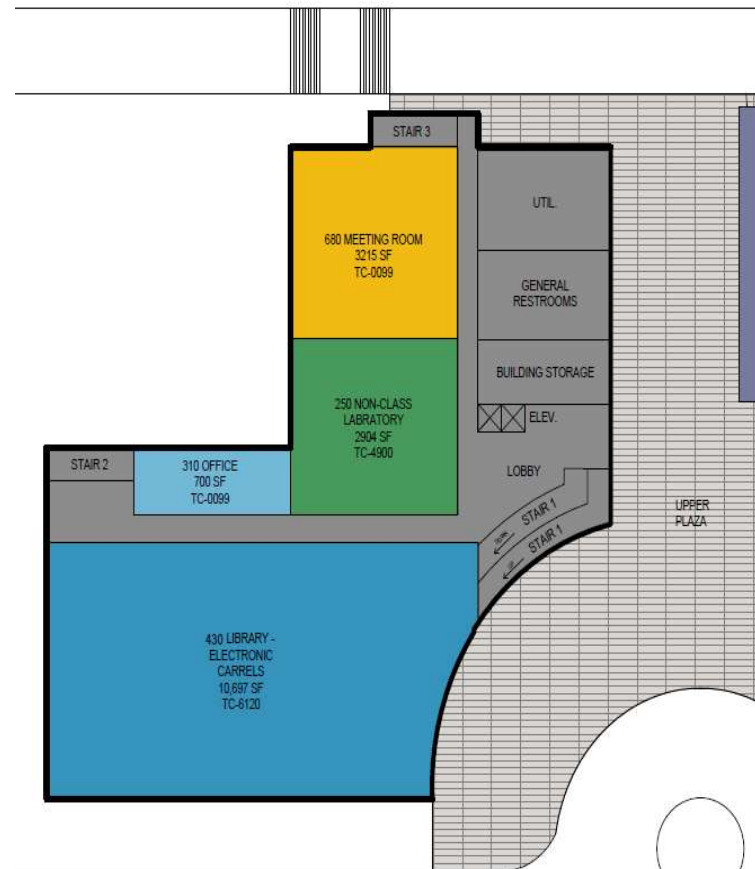 STAIR 3
UTIL.
680 MEETING ROOM
3215 SF
TC-0099
GENERAL
RESTROOMS
BUILDING STORAGE
250 NON-CLASS
LABRATORY
2904 SF
TC-4900
ELEV.
LOBBY
STAIR 2
310 OFFICE
700 SF
TC-0099
STAIR 1
STAIR 1
UPPER
PLAZA
430 LIBRARY -
ELECTRONIC
CARRELS
10,697 SF
TC-6120